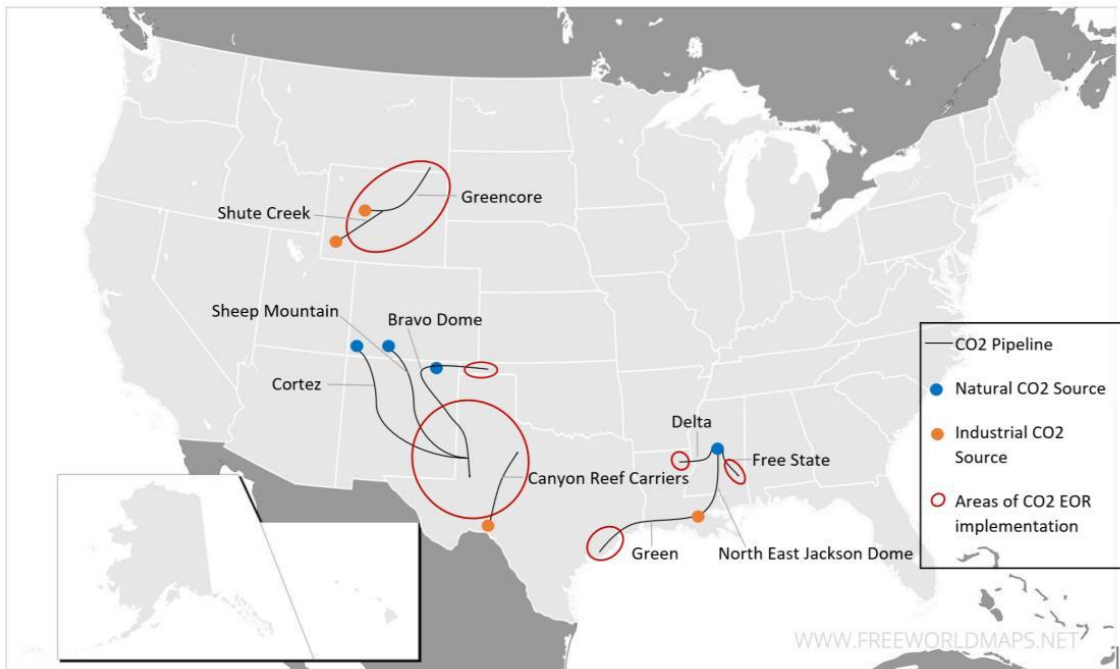 Greencore
Shute Creek
Sheep Mountain
Bravo Dome
Cortez
Delta
Free State
Canyon Reef Carriers
Green
North East Jackson Dome
CO2 Pipeline
Natural CO2 Source
Industrial CO2
Source
Areas of CO2 EOR
implementation
WWW.FREEWORLDMAPS.NET